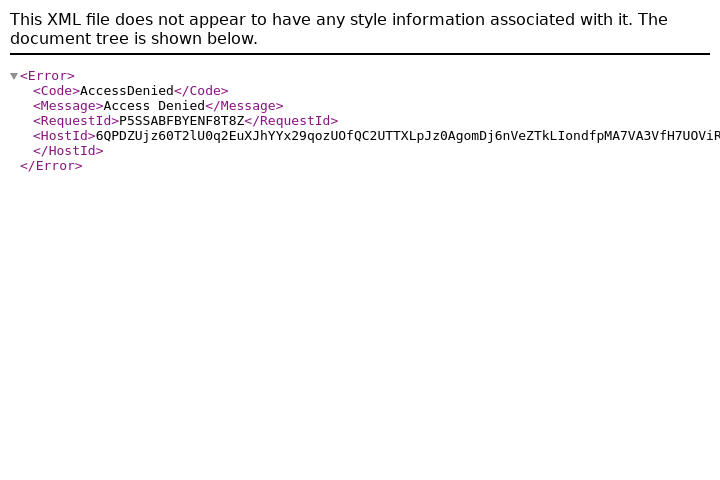 This XML file does not appear to have any style information associated with it. The
document tree is shown below.
<Error>
<Code>AccessDenied</Code>
<Message>Access Denied</Message>
<RequestId>P5SSABFBYENF8T8Z</RequestId>
<HostId>6QPDZUjz60T2lU0q2EuXJhYYx29qozUOfQC2UTTXLpJz0AgomDj6nVeZTkLIondfpMA7VA3VfH7UOViR
</HostId>
</Error>